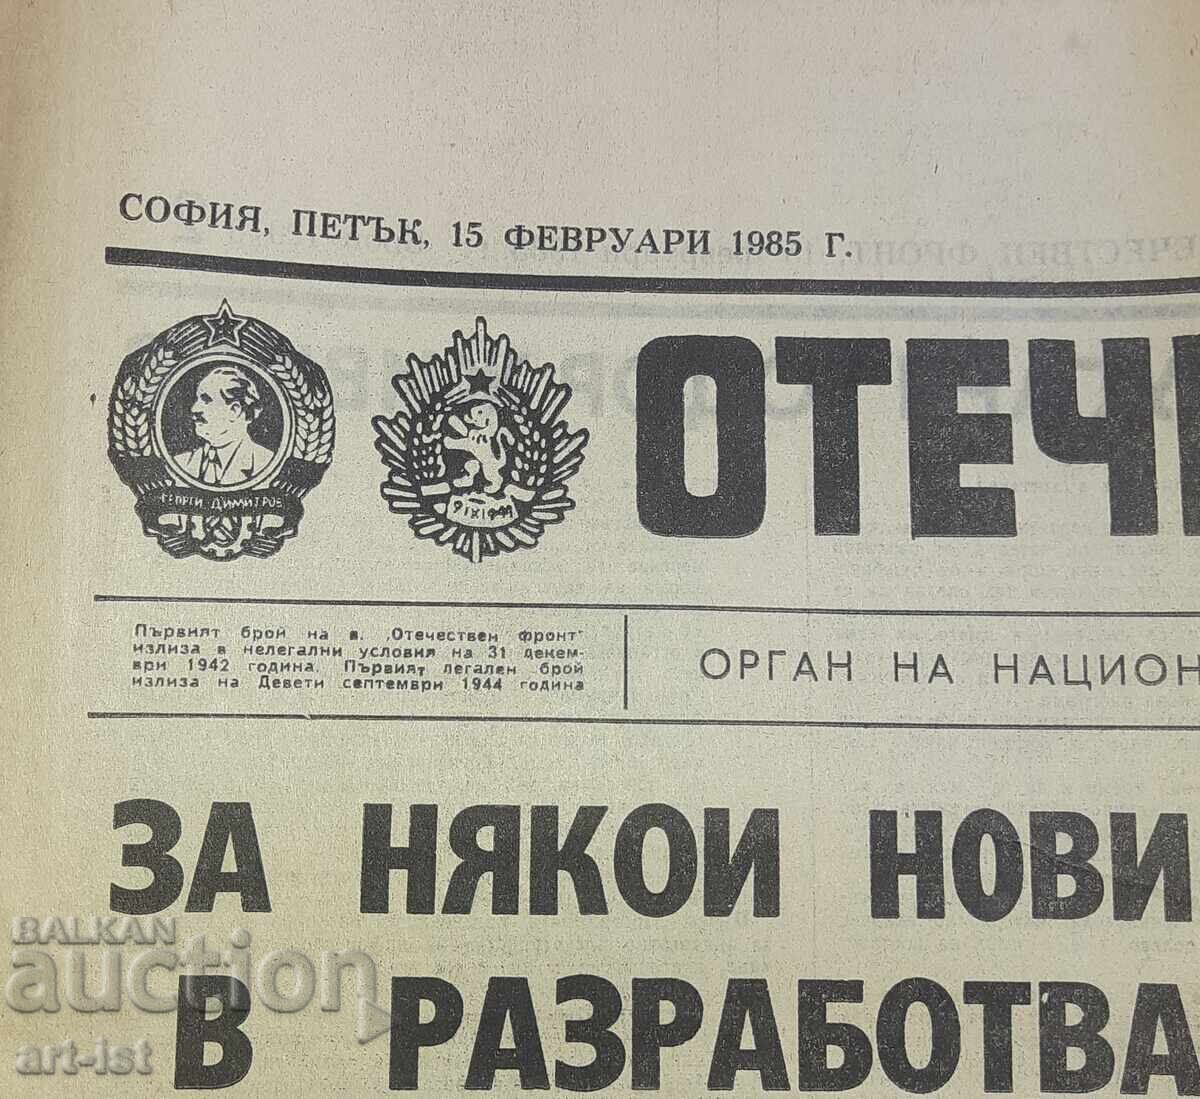 СОФИЯ, ПЕТЪК, 15 ФЕВРУАРИ 1985 Г.
ГЕОРГИ ДИМИТРОВ
9 IX 1944
ОТЕЧ
Първият брой на в. „Отечествен фронт“
излиза в нелегални условия на 31 декем-
ври 1942 година. Първият легален брой
излиза на Девети септември 1944 година
ОРГАН НА НАЦИОН
ЗА НЯКОИ НОВИ
В РАЗРАБОТВА
BALKAN
auction
art-ist